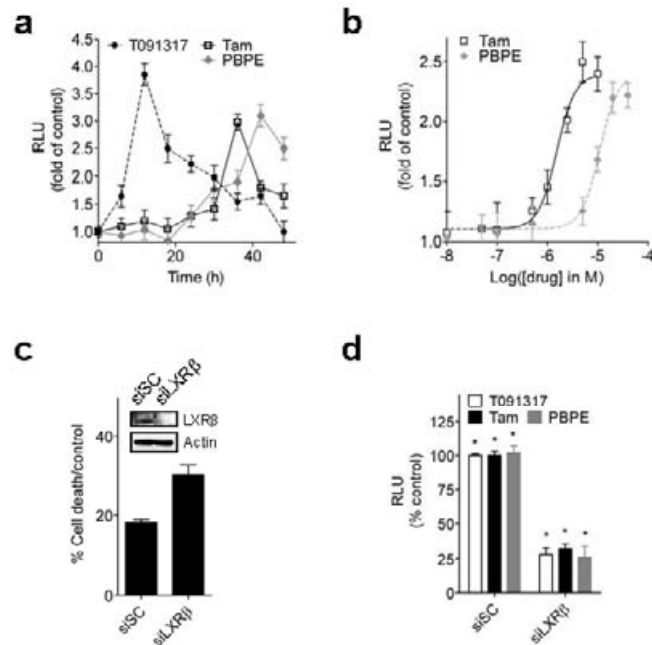 a
T091317
Tam
PBPE
RLU
(fold of control)
4.5
4.0
3.5
3.0
2.5
2.0
1.5
1.0
0
20
40
Time (h)
b
Tam
PBPE
RLU
(fold of control)
2.5
2.0
1.5
1.0
-8
-7
-6
-5
-4
Log([drug] in M)
c
siSC
siLXRβ
LXRβ
Actin
% Cell death/control
40
20
0
siSC
siLXRβ
d
T091317
Tam
PBPE
RLU
(% control)
125
100
75
50
25
0
* * *
* * *
siSC
siLXRβ